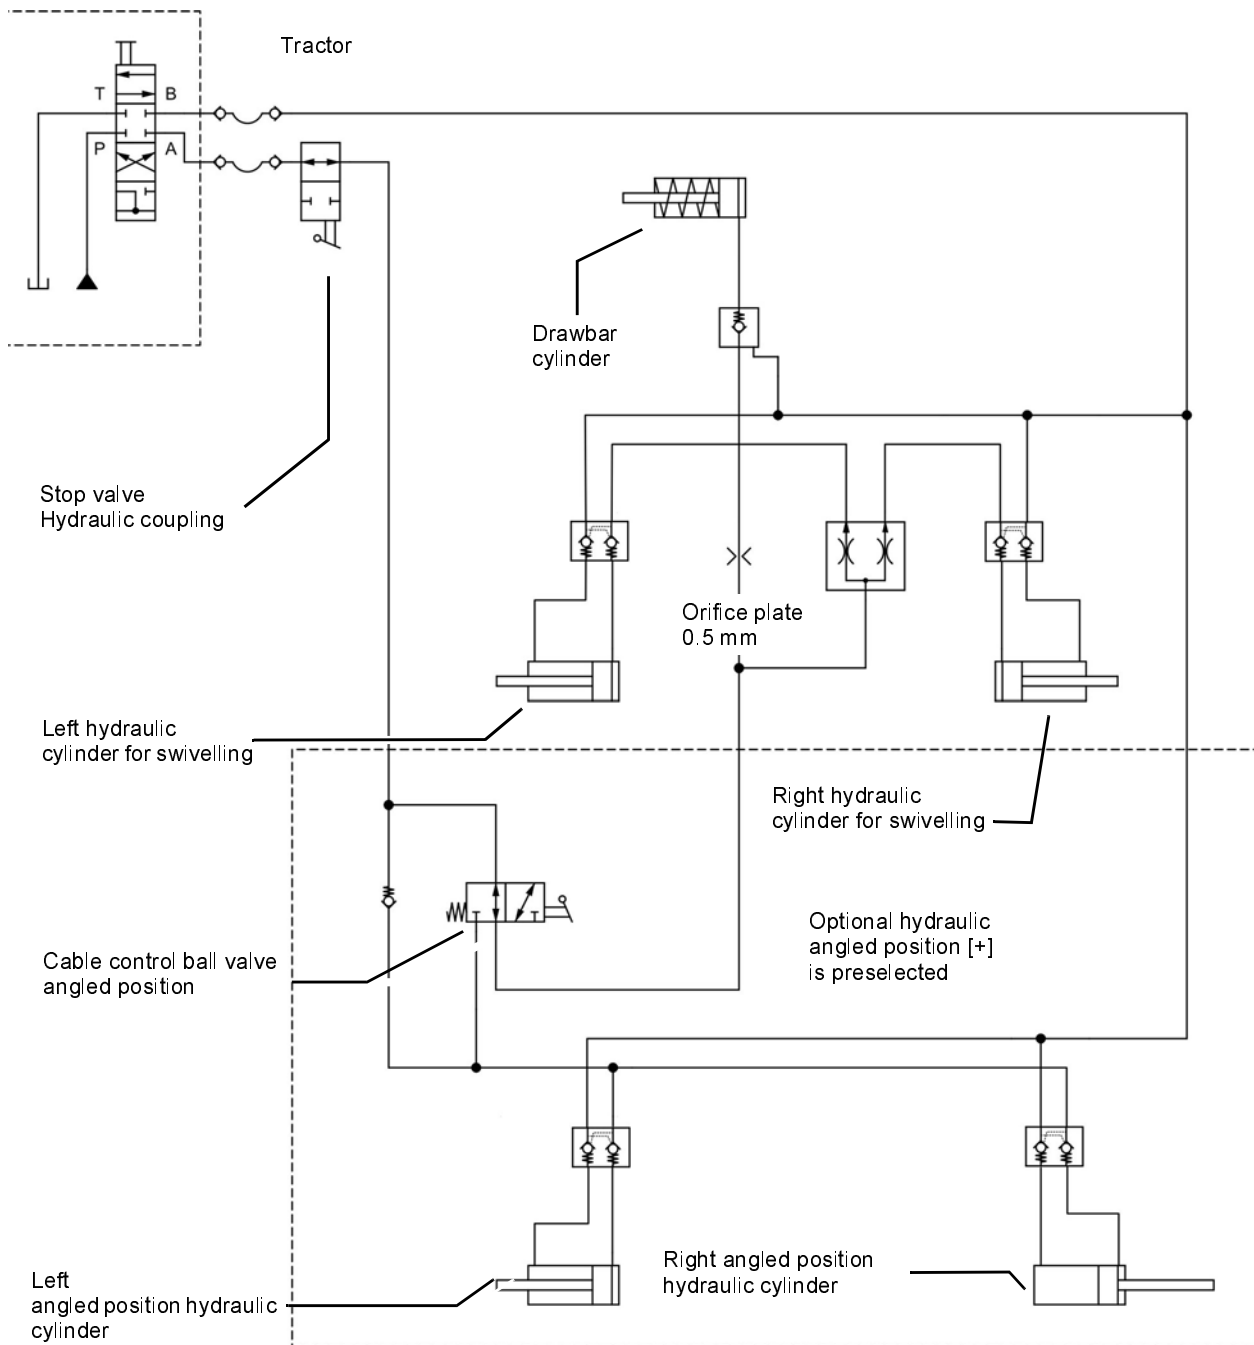 Tractor
T
B
P
A
Drawbar
cylinder
Stop valve
Hydraulic coupling
Orifice plate
0.5 mm
Left hydraulic
cylinder for swivelling
Right hydraulic
cylinder for swivelling
Cable control ball valve
angled position
Optional hydraulic
angled position [+]
is preselected
Left
angled position hydraulic
cylinder
Right angled position
hydraulic cylinder